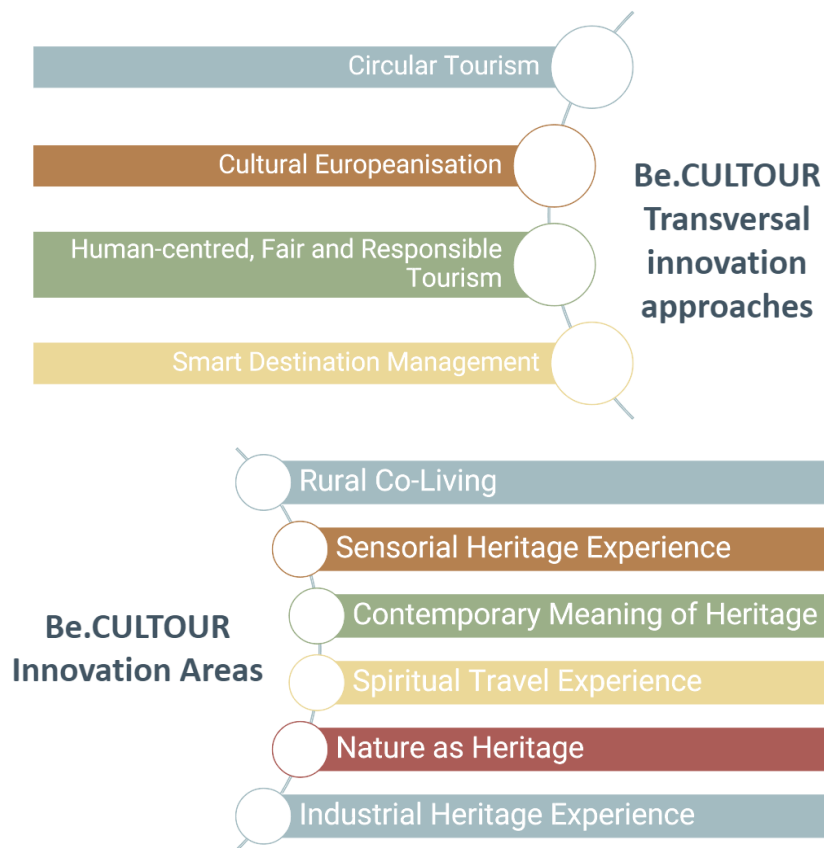 Circular Tourism
Cultural Europeanisation
Human-centred, Fair and Responsible
Tourism
Smart Destination Management
Be.CULTOUR
Transversal
innovation
approaches
Rural Co-Living
Sensorial Heritage Experience
Contemporary Meaning of Heritage
Spiritual Travel Experience
Nature as Heritage
Industrial Heritage Experience
Be.CULTOUR
Innovation Areas